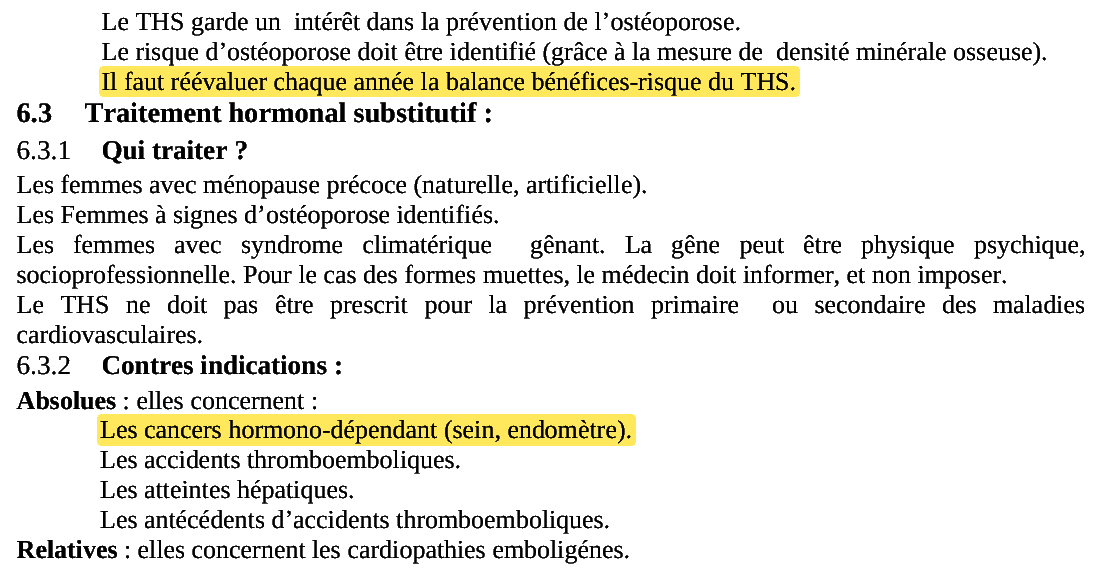 Le THS garde un  intérêt dans la prévention de l’ostéoporose.
Le risque d’ostéoporose doit être identifié (grâce à la mesure de  densité minérale osseuse).
Il faut réévaluer chaque année la balance bénéfices-risque du THS.
6.3 Traitement hormonal substitutif :
6.3.1 Qui traiter ?
Les femmes avec ménopause précoce (naturelle, artificielle).
Les Femmes à signes d’ostéoporose identifiés.
Les femmes avec syndrome climatérique  gênant. La gêne peut être physique psychique,
socioprofessionnelle. Pour le cas des formes muettes, le médecin doit informer, et non imposer.
Le THS ne doit pas être prescrit pour la prévention primaire  ou secondaire des maladies
cardiovasculaires.
6.3.2 Contres indications :
Absolues : elles concernent :
Les cancers hormono-dépendant (sein, endomètre).
Les accidents thromboemboliques.
Les atteintes hépatiques.
Les antécédents d’accidents thromboemboliques.
Relatives : elles concernent les cardiopathies emboligénes.